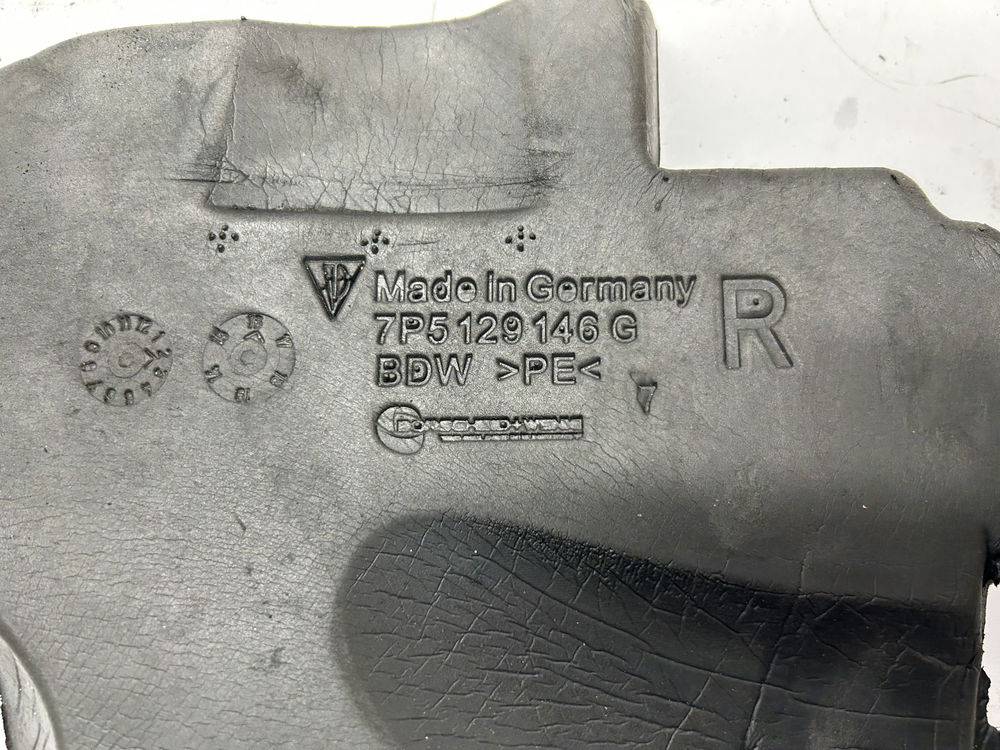 Made in Germany
7P5 129 146 G
BDW >PE<
R